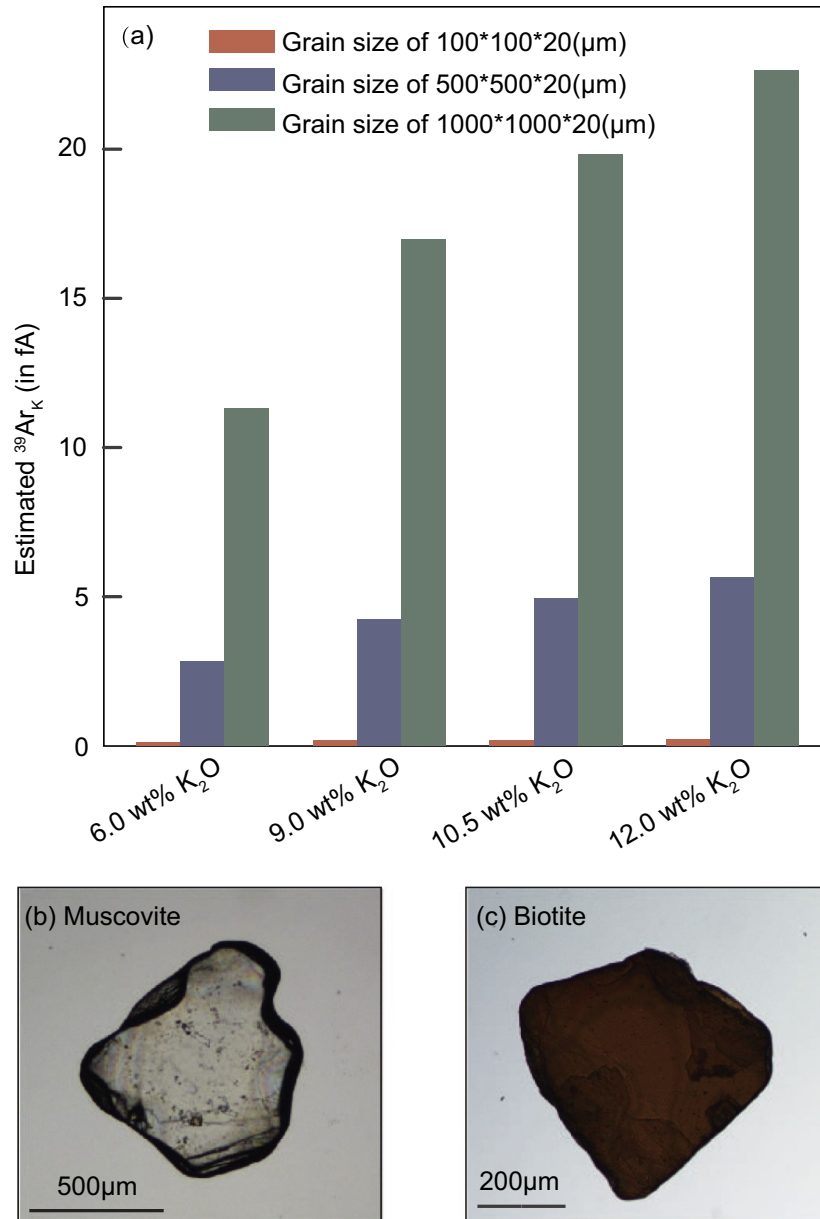 (a)
Grain size of 100*100*20(µm)
Grain size of 500*500*20(µm)
Grain size of 1000*1000*20(µm)
Estimated ³⁹Ar_K (in fA)
20
15
10
5
0
6.0 wt% K₂O
9.0 wt% K₂O
10.5 wt% K₂O
12.0 wt% K₂O
(b) Muscovite
500µm
(c) Biotite
200µm